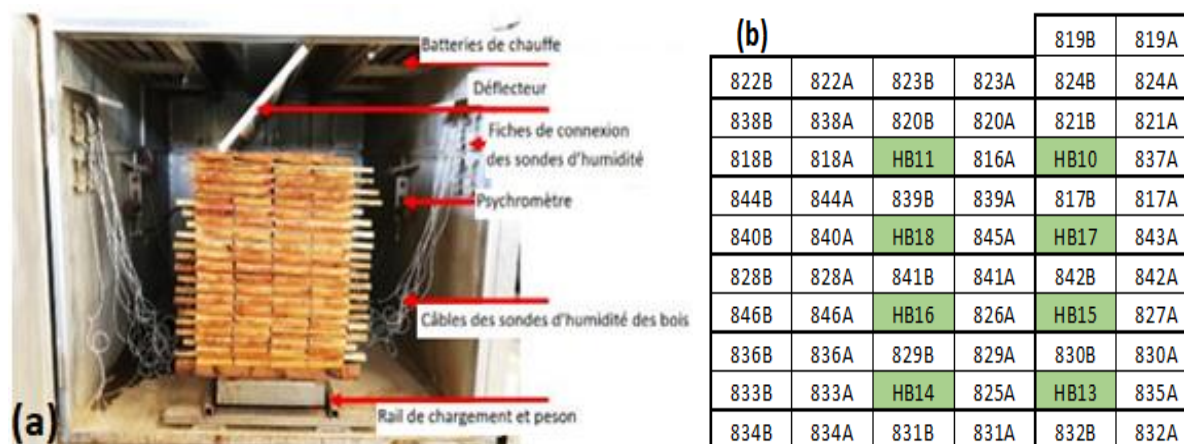 Batteries de chauffe
Déflecteur
Fiches de connexion
des sondes d'humidité
Psychromètre
Câbles des sondes d'humidité des bois
Rail de chargement et peson
(a)
(b) 819B 819A
822B 822A 823B 823A 824B 824A
838B 838A 820B 820A 821B 821A
818B 818A HB11 816A HB10 837A
844B 844A 839B 839A 817B 817A
840B 840A HB18 845A HB17 843A
828B 828A 841B 841A 842B 842A
846B 846A HB16 826A HB15 827A
836B 836A 829B 829A 830B 830A
833B 833A HB14 825A HB13 835A
834B 834A 831B 831A 832B 832A